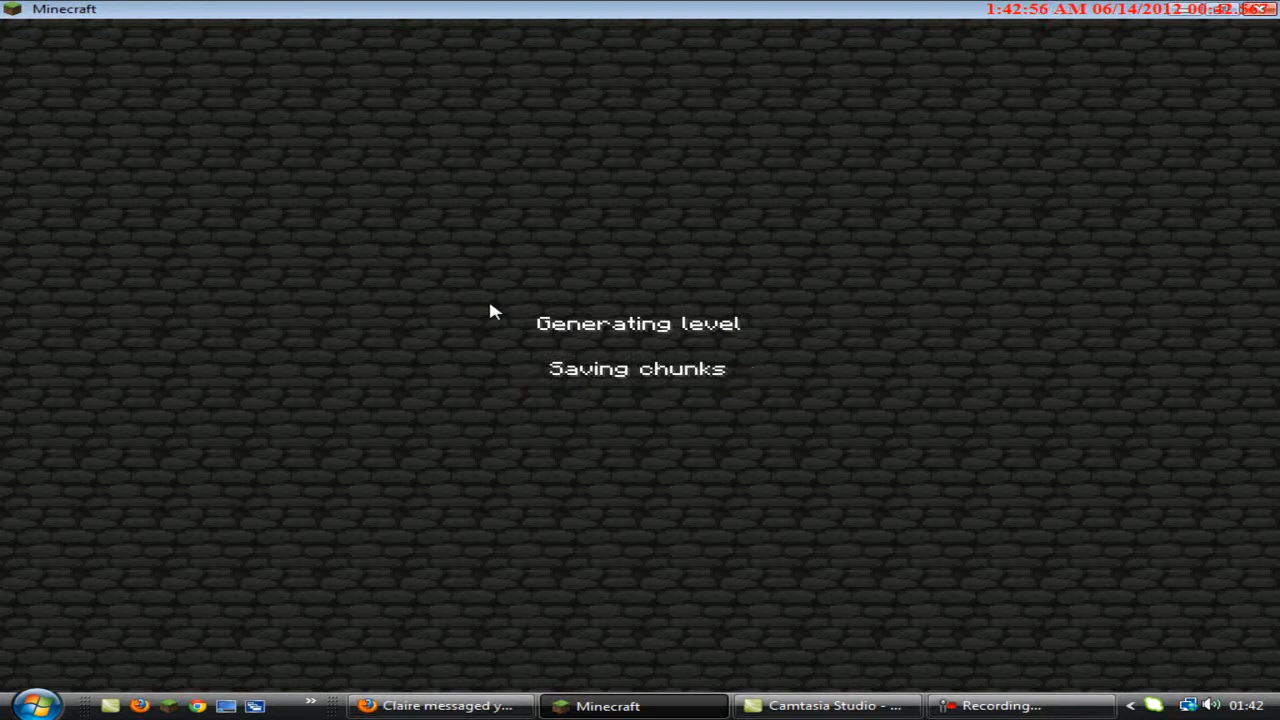 Minecraft
1:42:56 AM 06/14/2012
Generating level
Saving chunks
Claire messaged y...
Minecraft
Camtasia Studio - ...
Recording...
01:42